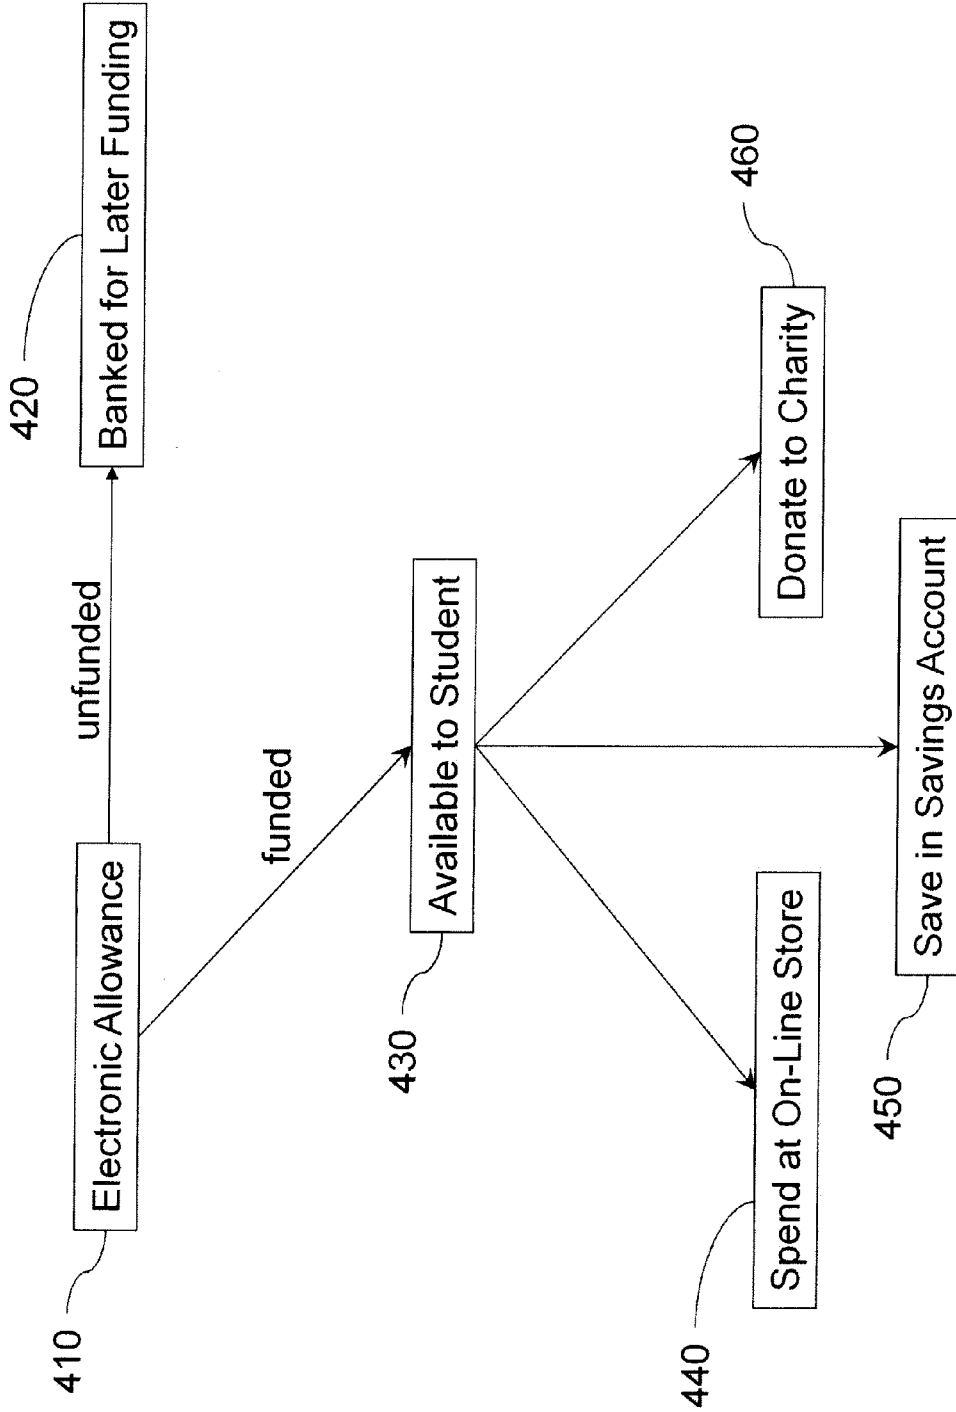 410
Electronic Allowance
unfunded
420
Banked for Later Funding
funded
430
Available to Student
440
Spend at On-Line Store
450
Save in Savings Account
460
Donate to Charity